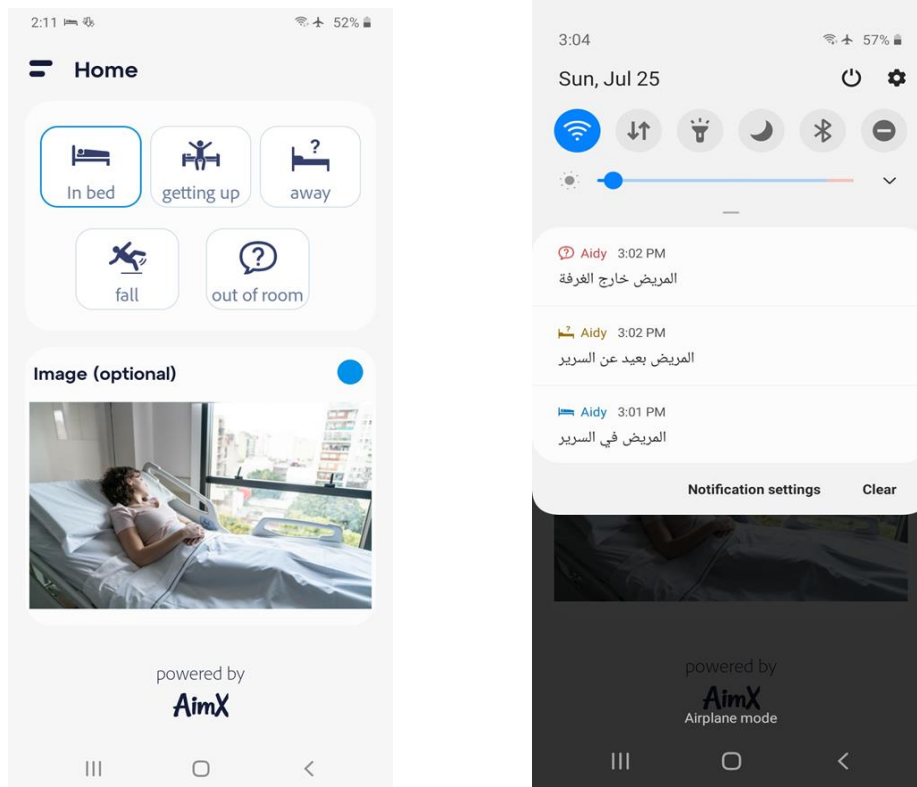 2:11 52%
Home
In bed
getting up
?
away
fall
?
out of room
Image (optional)
powered by
AimX
3:04 57%
Sun, Jul 25
Aidy 3:02 PM
المريض خارج الغرفة
Aidy 3:02 PM
المريض بعيد عن السرير
Aidy 3:01 PM
المريض في السرير
Notification settings Clear
powered by
AimX
Airplane mode